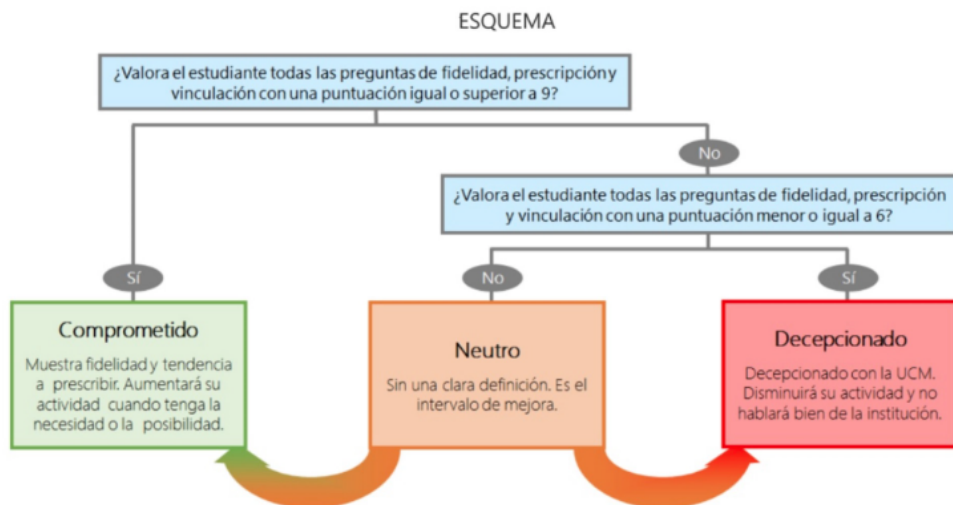 ESQUEMA
¿Valora el estudiante todas las preguntas de fidelidad, prescripción y
vinculación con una puntuación igual o superior a 9?
No
¿Valora el estudiante todas las preguntas de fidelidad, prescripción
y vinculación con una puntuación menor o igual a 6?
Sí
No
Sí
Comprometido
Muestra fidelidad y tendencia
a prescribir. Aumentará su
actividad cuando tenga la
necesidad o la posibilidad.
Neutro
Sin una clara definición. Es el
intervalo de mejora.
Decepcionado
Decepcionado con la UCM.
Disminuirá su actividad y no
hablará bien de la institución.